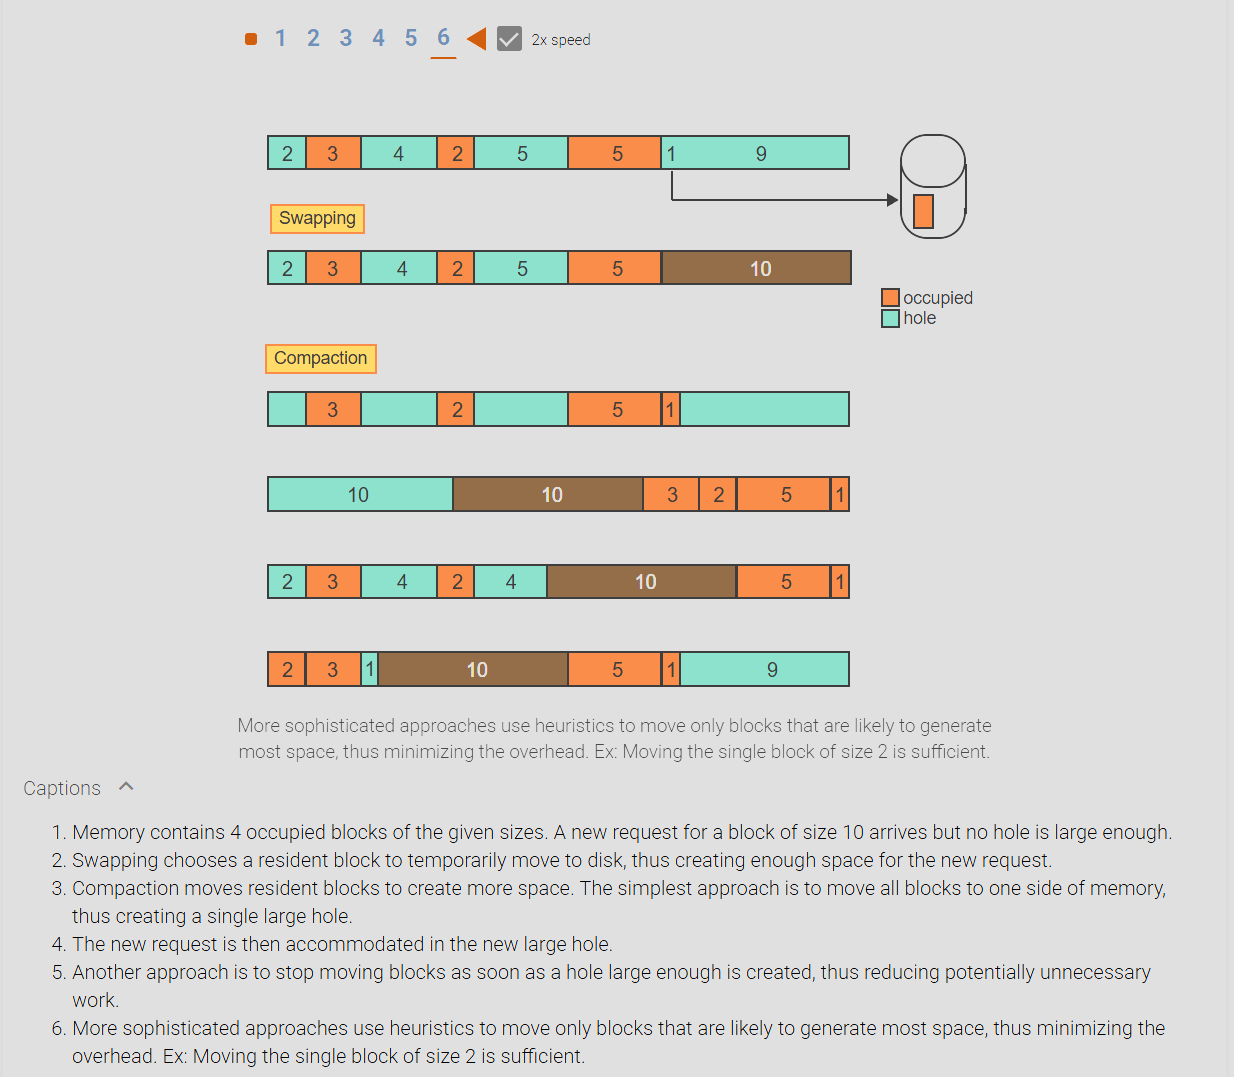 1 2 3 4 5 6 2x speed
2 3 4 2 5 5 1 9
Swapping
2 3 4 2 5 5 10
occupied
hole
Compaction
3 2 5 1
10 10 3 2 5 1
2 3 4 2 4 10 5 1
2 3 1 10 5 1 9
More sophisticated approaches use heuristics to move only blocks that are likely to generate
most space, thus minimizing the overhead. Ex: Moving the single block of size 2 is sufficient.
Captions
1. Memory contains 4 occupied blocks of the given sizes. A new request for a block of size 10 arrives but no hole is large enough.
2. Swapping chooses a resident block to temporarily move to disk, thus creating enough space for the new request.
3. Compaction moves resident blocks to create more space. The simplest approach is to move all blocks to one side of memory,
thus creating a single large hole.
4. The new request is then accommodated in the new large hole.
5. Another approach is to stop moving blocks as soon as a hole large enough is created, thus reducing potentially unnecessary
work.
6. More sophisticated approaches use heuristics to move only blocks that are likely to generate most space, thus minimizing the
overhead. Ex: Moving the single block of size 2 is sufficient.